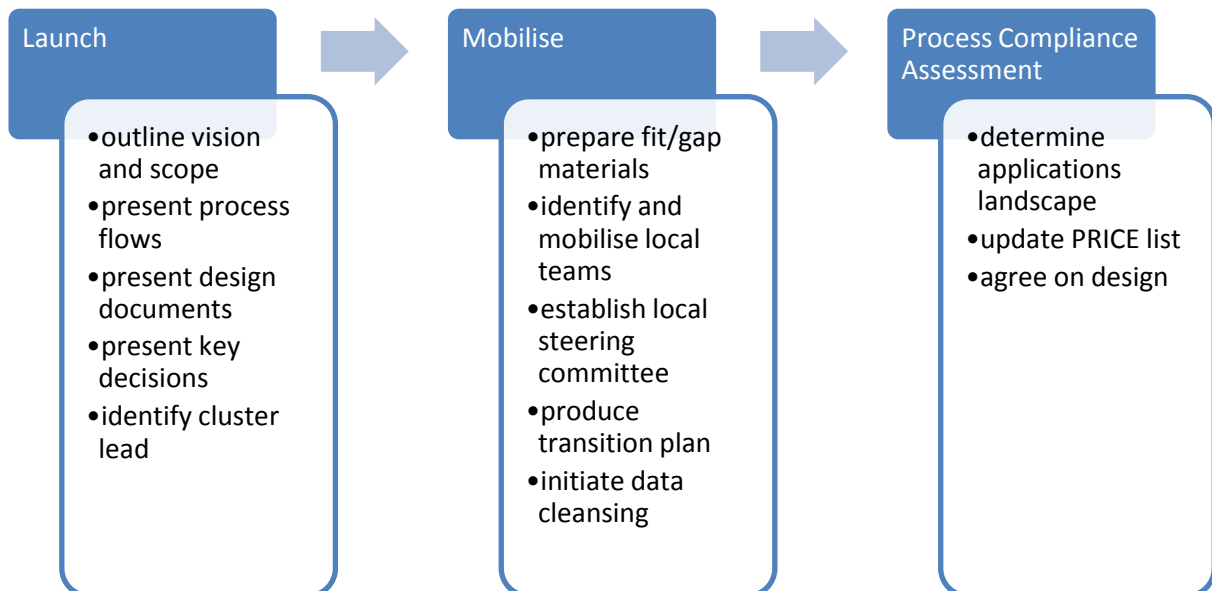 Launch
•outline vision
and scope
•present process
flows
•present design
documents
•present key
decisions
•identify cluster
lead
Mobilise
•prepare fit/gap
materials
•identify and
mobilise local
teams
•establish local
steering
committee
•produce
transition plan
•initiate data
cleansing
Process Compliance
Assessment
•determine
applications
landscape
•update PRICE list
•agree on design